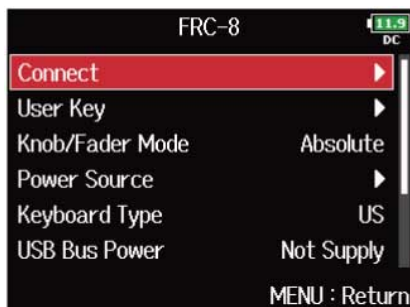 FRC-8 11.9
DC
Connect
User Key
Knob/Fader Mode Absolute
Power Source
Keyboard Type US
USB Bus Power Not Supply
MENU : Return